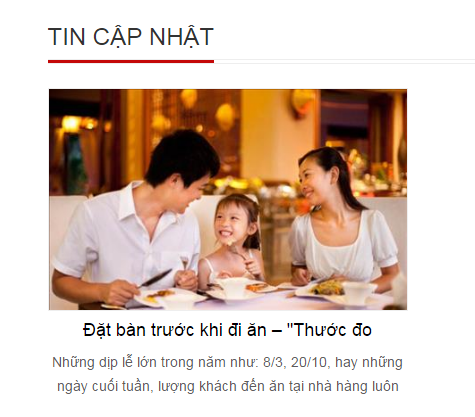 TIN CẬP NHẬT
Đặt bàn trước khi đi ăn – "Thước đo
Những dịp lễ lớn trong năm như: 8/3, 20/10, hay những
ngày cuối tuần, lượng khách đến ăn tại nhà hàng luôn